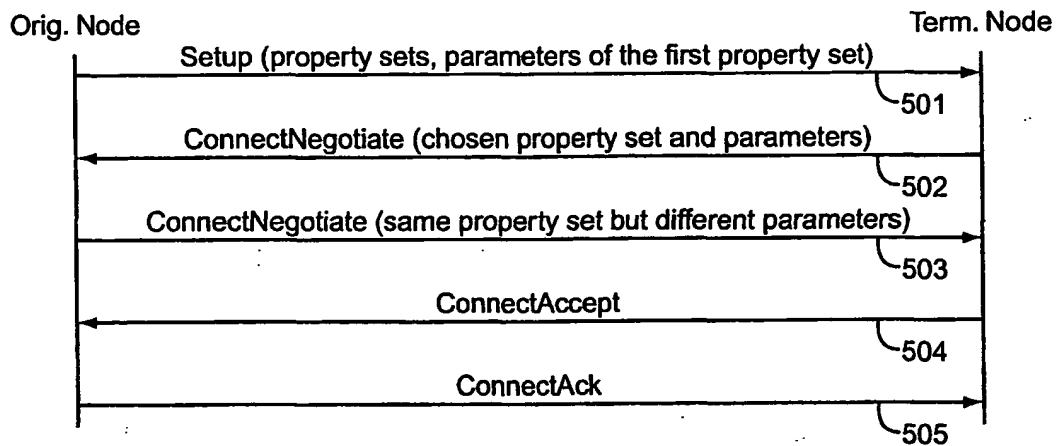 Orig. Node
Term. Node
Setup (property sets, parameters of the first property set)
501
ConnectNegotiate (chosen property set and parameters)
502
ConnectNegotiate (same property set but different parameters)
503
ConnectAccept
504
ConnectAck
505